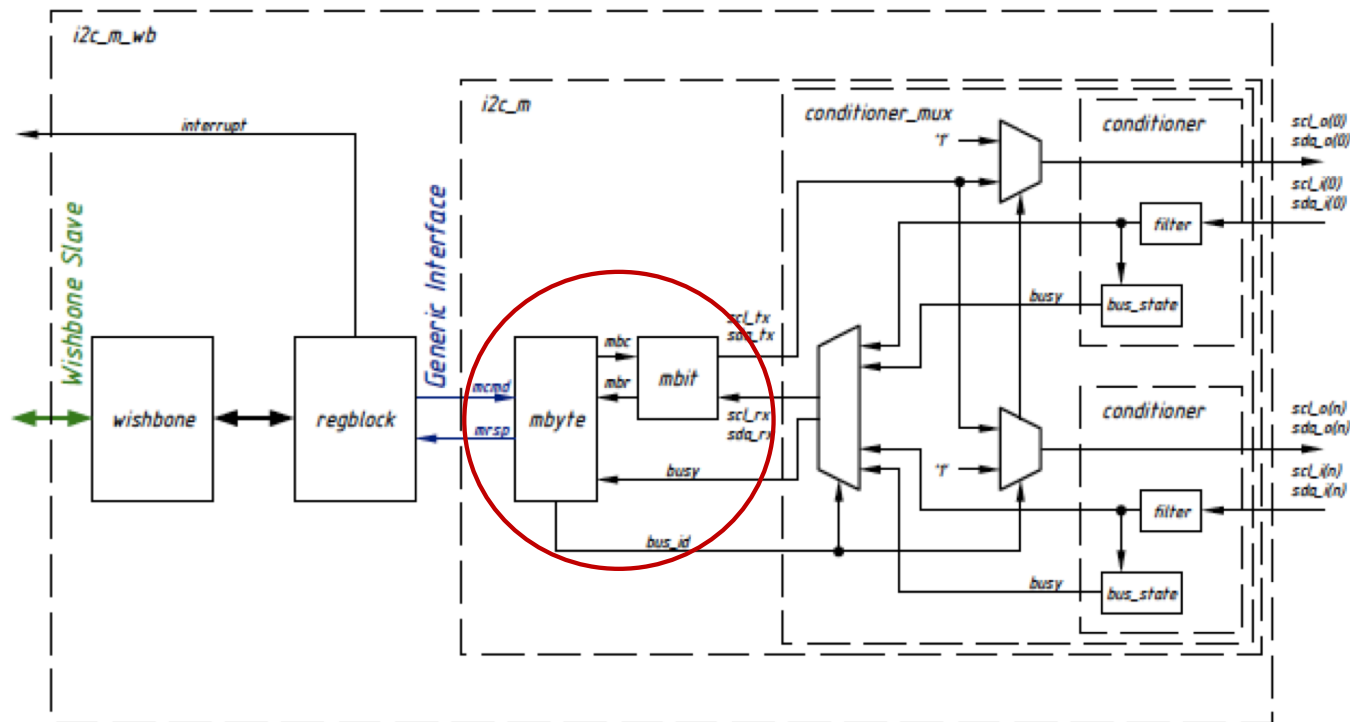 i2c_m_wb
i2c_m
conditioner_mux
conditioner
scl_o(0)
sda_o(0)
interrupt
'1'
scl_i(0)
sda_i(0)
filter
Wishbone Slave
Generic Interface
busy
bus_state
scl_tx
sda_tx
mbc
mbit
mbr
mcmd
wishbone
regblock
mbyte
mrsp
scl_rx
sda_rx
conditioner
scl_o(n)
sda_o(n)
busy
'1'
scl_i(n)
sda_i(n)
filter
bus_id
busy
bus_state